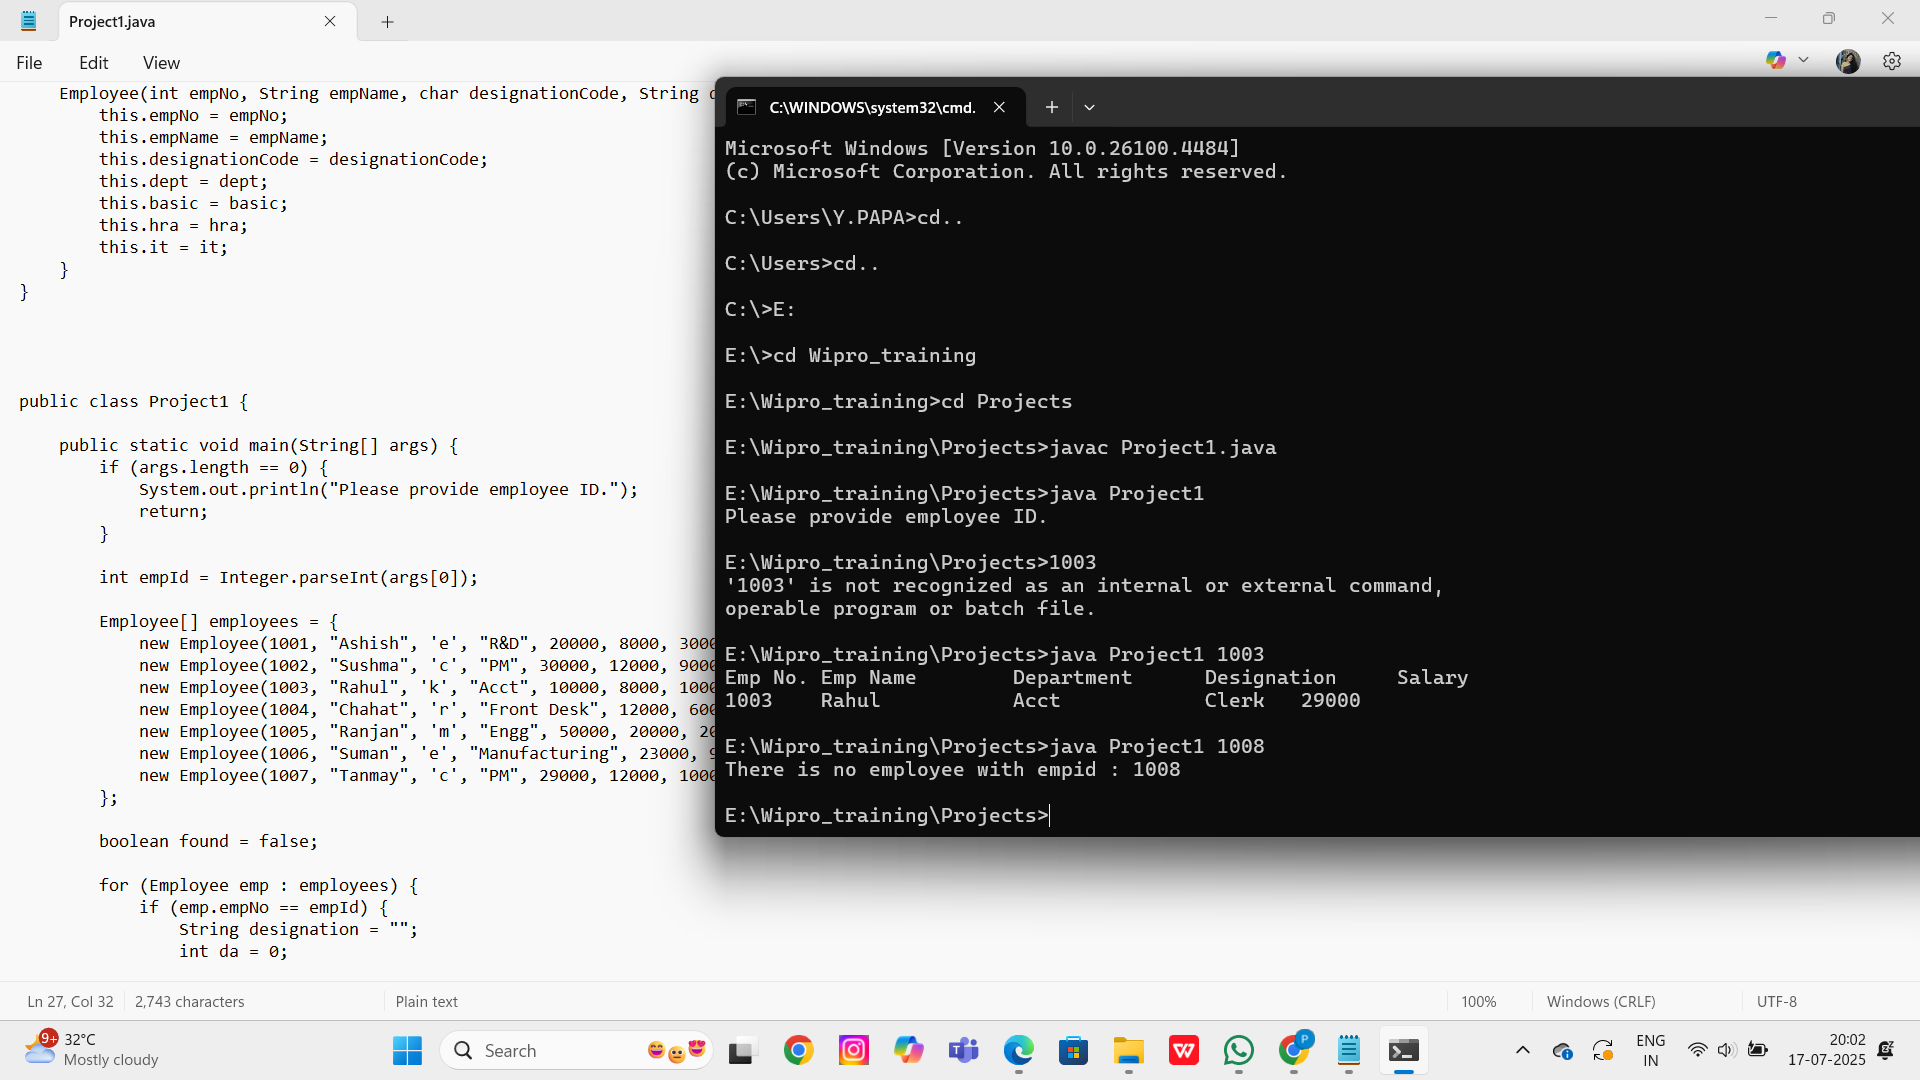 Project1.java
File Edit View
Employee(int empNo, String empName, char designationCode, String
this.empNo = empNo;
this.empName = empName;
this.designationCode = designationCode;
this.dept = dept;
this.basic = basic;
this.hra = hra;
this.it = it;
}
}
public class Project1 {
public static void main(String[] args) {
if (args.length == 0) {
System.out.println("Please provide employee ID.");
return;
}
int empId = Integer.parseInt(args[0]);
Employee[] employees = {
new Employee(1001, "Ashish", 'e', "R&D", 20000, 8000, 3000
new Employee(1002, "Sushma", 'c', "PM", 30000, 12000, 9000
new Employee(1003, "Rahul", 'k', "Acct", 10000, 8000, 1000
new Employee(1004, "Chahat", 'r', "Front Desk", 12000, 600
new Employee(1005, "Ranjan", 'm', "Engg", 50000, 20000, 20
new Employee(1006, "Suman", 'e', "Manufacturing", 23000, 9
new Employee(1007, "Tanmay", 'c', "PM", 29000, 12000, 1000
};
boolean found = false;
for (Employee emp : employees) {
if (emp.empNo == empId) {
String designation = "";
int da = 0;
C:\WINDOWS\system32\cmd.
Microsoft Windows [Version 10.0.26100.4484]
(c) Microsoft Corporation. All rights reserved.
C:\Users\Y.PAPA>cd..
C:\Users>cd..
C:\>E:
E:\>cd Wipro_training
E:\Wipro_training>cd Projects
E:\Wipro_training\Projects>javac Project1.java
E:\Wipro_training\Projects>java Project1
Please provide employee ID.
E:\Wipro_training\Projects>1003
'1003' is not recognized as an internal or external command,
operable program or batch file.
E:\Wipro_training\Projects>java Project1 1003
Emp No. Emp Name Department Designation Salary
1003 Rahul Acct Clerk 29000
E:\Wipro_training\Projects>java Project1 1008
There is no employee with empid : 1008
E:\Wipro_training\Projects>
Ln 27, Col 32 2,743 characters Plain text 100% Windows (CRLF) UTF-8
9+ 32°C
Mostly cloudy
Search
P
ENG
IN
20:02
17-07-2025